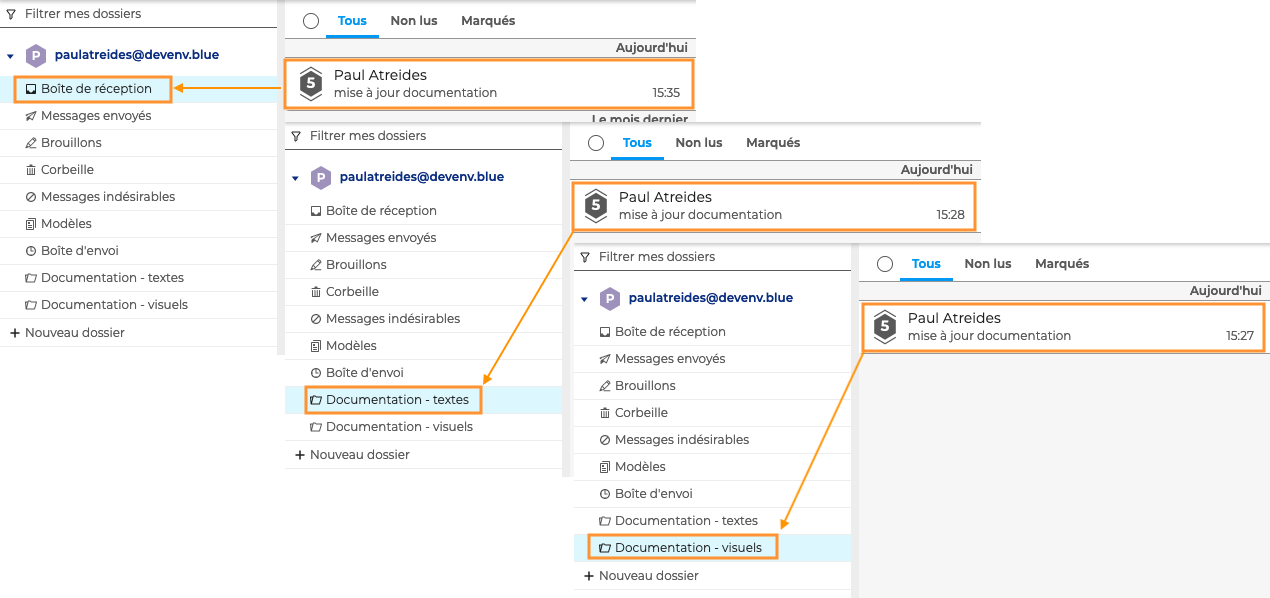 Filtrer mes dossiers
paulatreides@devenv.blue
P
Boîte de réception
Messages envoyés
Brouillons
Corbeille
Messages indésirables
Modèles
Boîte d'envoi
Documentation - textes
Documentation - visuels
+ Nouveau dossier
Tous Non lus Marqués
Aujourd'hui
5
Paul Atreides
mise à jour documentation 15:35
Le mois dernier
Filtrer mes dossiers
P
paulatreides@devenv.blue
Boîte de réception
Messages envoyés
Brouillons
Corbeille
Messages indésirables
Modèles
Boîte d'envoi
Documentation - textes
Documentation - visuels
+ Nouveau dossier
Tous Non lus Marqués
Aujourd'hui
5
Paul Atreides
mise à jour documentation 15:28
Filtrer mes dossiers
P
paulatreides@devenv.blue
Boîte de réception
Messages envoyés
Brouillons
Corbeille
Messages indésirables
Modèles
Boîte d'envoi
Documentation - textes
Documentation - visuels
+ Nouveau dossier
Tous Non lus Marqués
Aujourd'hui
5
Paul Atreides
mise à jour documentation 15:27